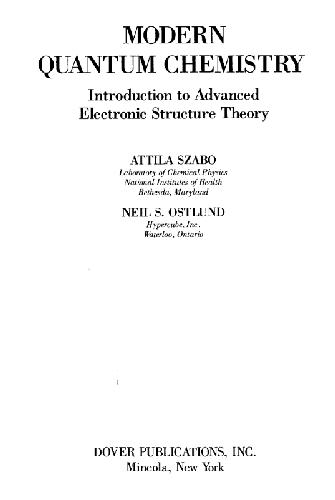 MODERN
QUANTUM CHEMISTRY
Introduction to Advanced
Electronic Structure Theory
ATTILA SZABO
Laboratory of Chemical Physics
National Institutes of Health
Bethesda, Maryland
NEIL S. OSTLUND
Hypercube, Inc.
Waterloo, Ontario
DOVER PUBLICATIONS, INC.
Mineola, New York